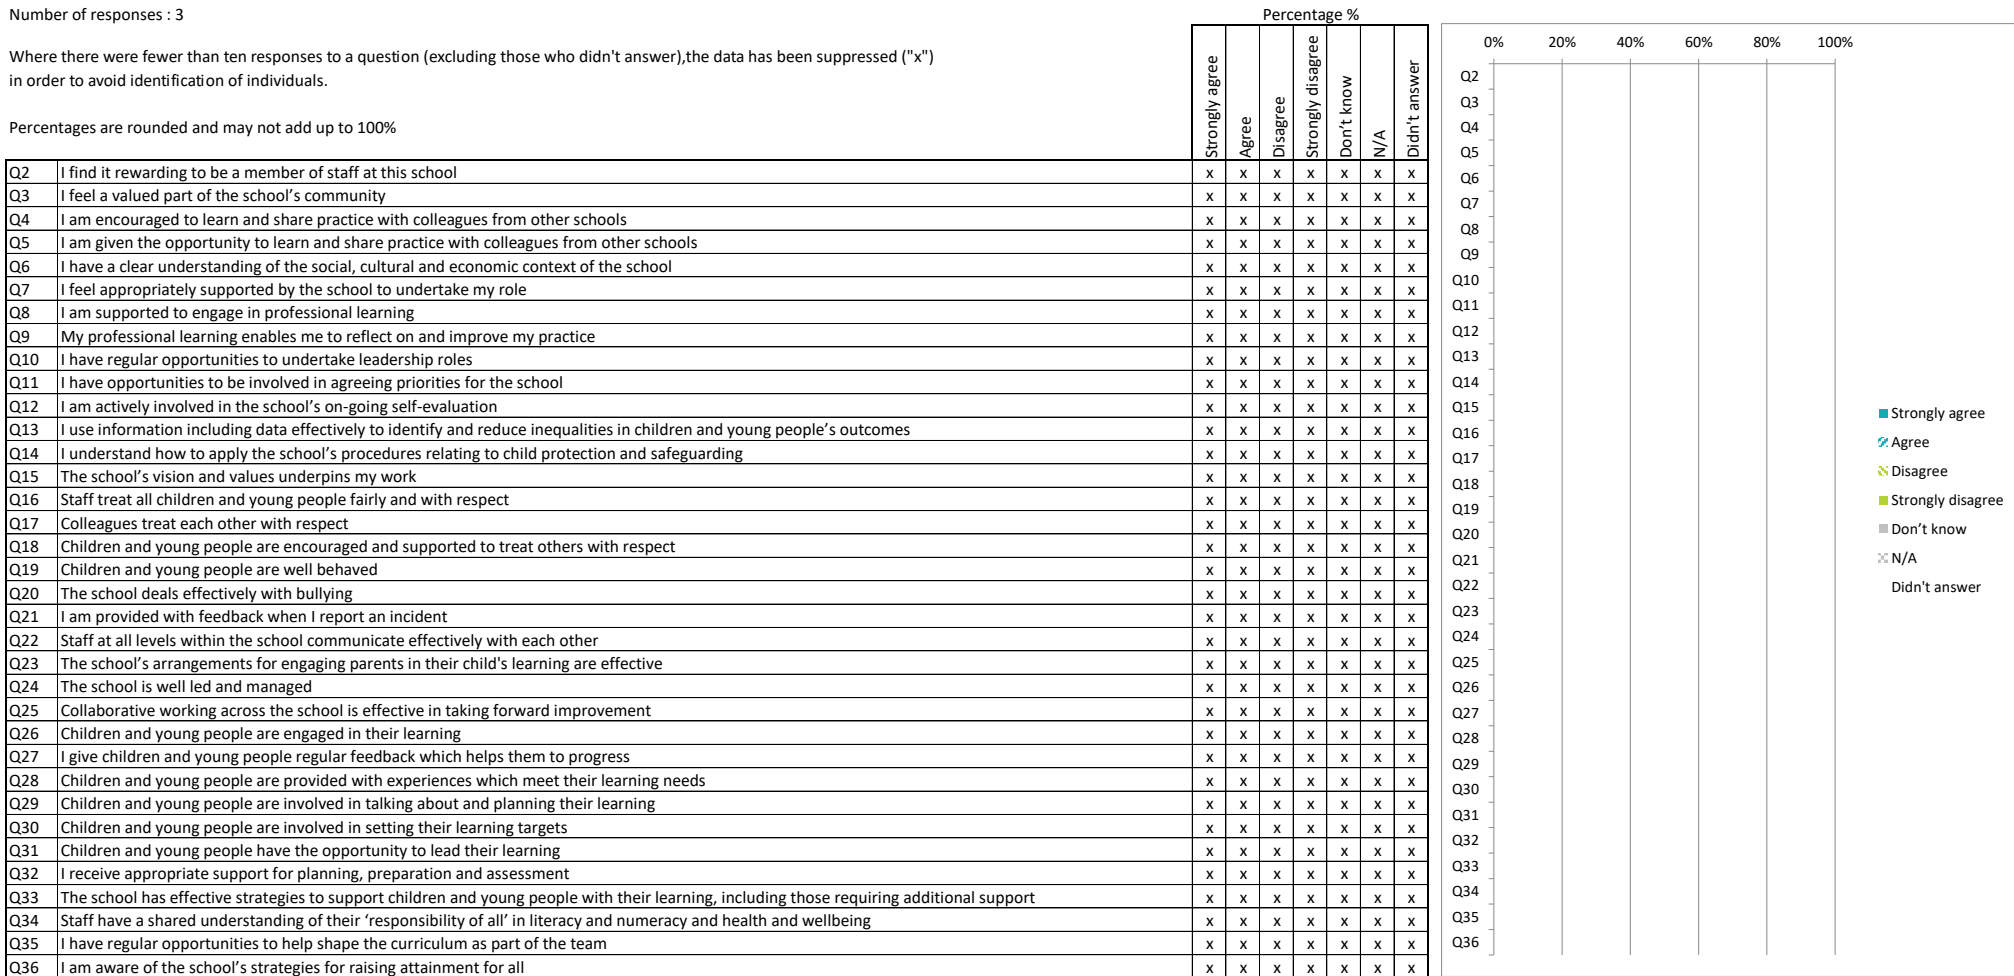 Number of responses : 3
Percentage %
Where there were fewer than ten responses to a question (excluding those who didn't answer),the data has been suppressed ("x")
in order to avoid identification of individuals.
Percentages are rounded and may not add up to 100%
Strongly agree
Agree
Disagree
Strongly disagree
Don't know
N/A
Didn't answer
Q2 I find it rewarding to be a member of staff at this school x x x x x x x
Q3 I feel a valued part of the school’s community x x x x x x x
Q4 I am encouraged to learn and share practice with colleagues from other schools x x x x x x x
Q5 I am given the opportunity to learn and share practice with colleagues from other schools x x x x x x x
Q6 I have a clear understanding of the social, cultural and economic context of the school x x x x x x x
Q7 I feel appropriately supported by the school to undertake my role x x x x x x x
Q8 I am supported to engage in professional learning x x x x x x x
Q9 My professional learning enables me to reflect on and improve my practice x x x x x x x
Q10 I have regular opportunities to undertake leadership roles x x x x x x x
Q11 I have opportunities to be involved in agreeing priorities for the school x x x x x x x
Q12 I am actively involved in the school’s on-going self-evaluation x x x x x x x
Q13 I use information including data effectively to identify and reduce inequalities in children and young people’s outcomes x x x x x x x
Q14 I understand how to apply the school’s procedures relating to child protection and safeguarding x x x x x x x
Q15 The school’s vision and values underpins my work x x x x x x x
Q16 Staff treat all children and young people fairly and with respect x x x x x x x
Q17 Colleagues treat each other with respect x x x x x x x
Q18 Children and young people are encouraged and supported to treat others with respect x x x x x x x
Q19 Children and young people are well behaved x x x x x x x
Q20 The school deals effectively with bullying x x x x x x x
Q21 I am provided with feedback when I report an incident x x x x x x x
Q22 Staff at all levels within the school communicate effectively with each other x x x x x x x
Q23 The school’s arrangements for engaging parents in their child's learning are effective x x x x x x x
Q24 The school is well led and managed x x x x x x x
Q25 Collaborative working across the school is effective in taking forward improvement x x x x x x x
Q26 Children and young people are engaged in their learning x x x x x x x
Q27 I give children and young people regular feedback which helps them to progress x x x x x x x
Q28 Children and young people are provided with experiences which meet their learning needs x x x x x x x
Q29 Children and young people are involved in talking about and planning their learning x x x x x x x
Q30 Children and young people are involved in setting their learning targets x x x x x x x
Q31 Children and young people have the opportunity to lead their learning x x x x x x x
Q32 I receive appropriate support for planning, preparation and assessment x x x x x x x
Q33 The school has effective strategies to support children and young people with their learning, including those requiring additional support x x x x x x x
Q34 Staff have a shared understanding of their ‘responsibility of all’ in literacy and numeracy and health and wellbeing x x x x x x x
Q35 I have regular opportunities to help shape the curriculum as part of the team x x x x x x x
Q36 I am aware of the school’s strategies for raising attainment for all x x x x x x x
0% 20% 40% 60% 80% 100%
Q2
Q3
Q4
Q5
Q6
Q7
Q8
Q9
Q10
Q11
Q12
Q13
Q14
Q15
Q16
Q17
Q18
Q19
Q20
Q21
Q22
Q23
Q24
Q25
Q26
Q27
Q28
Q29
Q30
Q31
Q32
Q33
Q34
Q35
Q36
Strongly agree
Agree
Disagree
Strongly disagree
Don’t know
N/A
Didn't answer